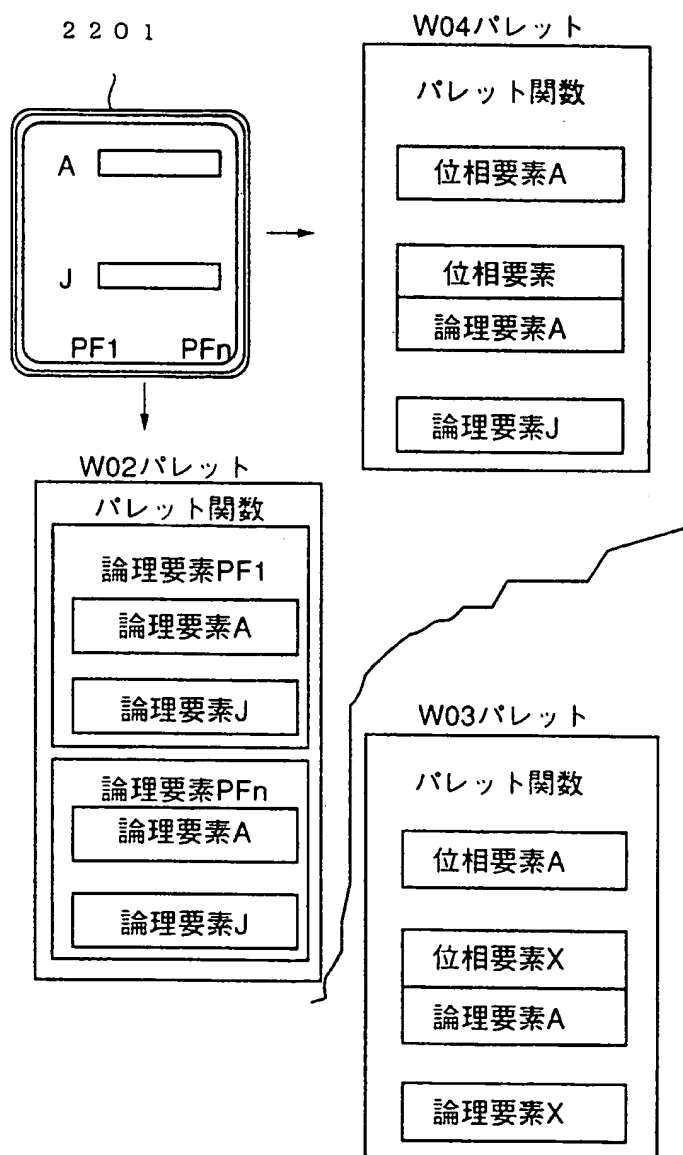 ２２０１
A
J
PF1 PFn
W04パレット
パレット関数
位相要素A
位相要素
論理要素A
論理要素J
W02パレット
パレット関数
論理要素PF1
論理要素A
論理要素J
論理要素PFn
論理要素A
論理要素J
W03パレット
パレット関数
位相要素A
位相要素X
論理要素A
論理要素X